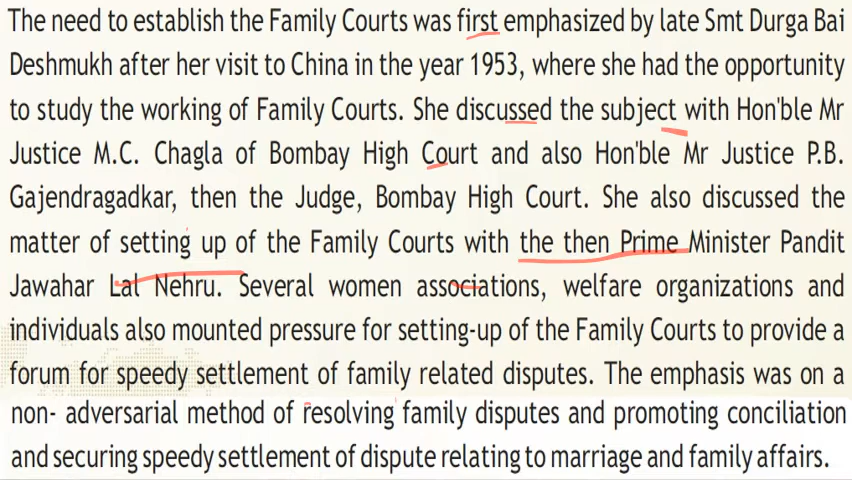 The need to establish the Family Courts was first emphasized by late Smt Durga Bai
Deshmukh after her visit to China in the year 1953, where she had the opportunity
to study the working of Family Courts. She discussed the subject with Hon'ble Mr
Justice M.C. Chagla of Bombay High Court and also Hon'ble Mr Justice P.B.
Gajendragadkar, then the Judge, Bombay High Court. She also discussed the
matter of setting up of the Family Courts with the then Prime Minister Pandit
Jawahar Lal Nehru. Several women associations, welfare organizations and
individuals also mounted pressure for setting-up of the Family Courts to provide a
forum for speedy settlement of family related disputes. The emphasis was on a
non- adversarial method of resolving family disputes and promoting conciliation
and securing speedy settlement of dispute relating to marriage and family affairs.